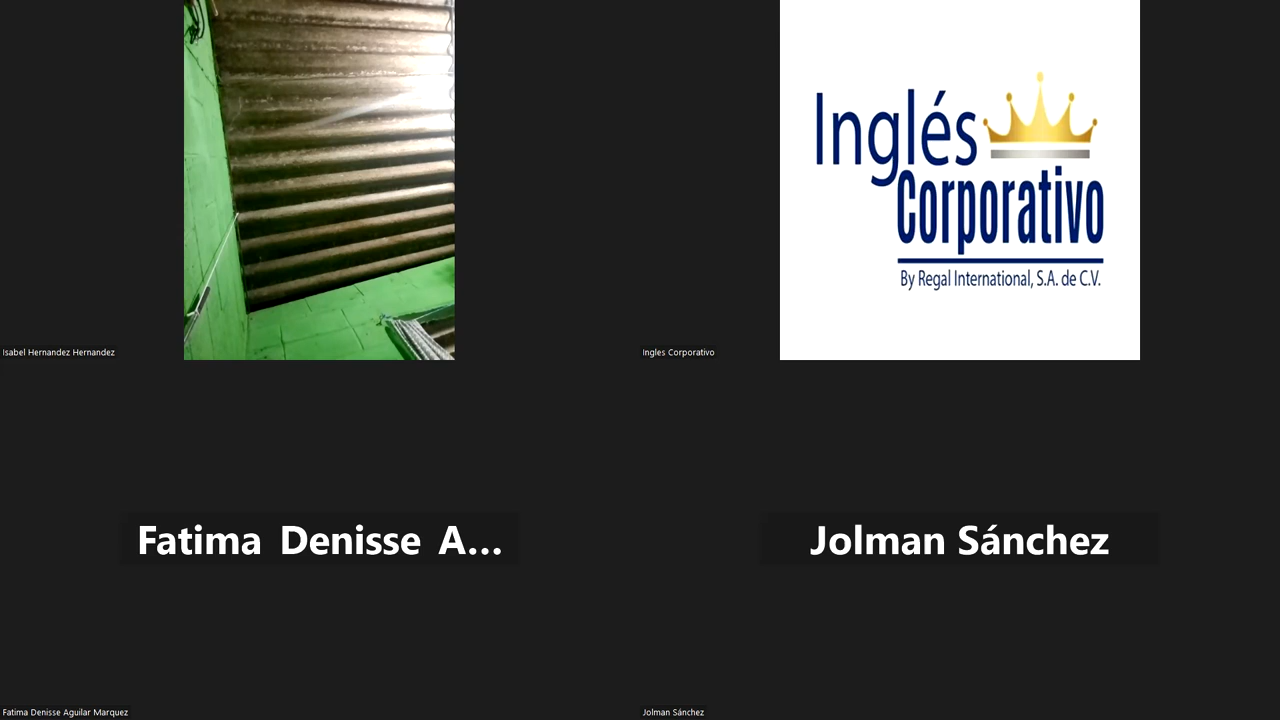 Isabel Hernandez Hernandez
Inglés
Corporativo
By Regal International, S.A. de C.V.
Ingles Corporativo
Fatima Denisse A...
Jolman Sánchez
Fatima Denisse Aguilar Marquez
Jolman Sánchez